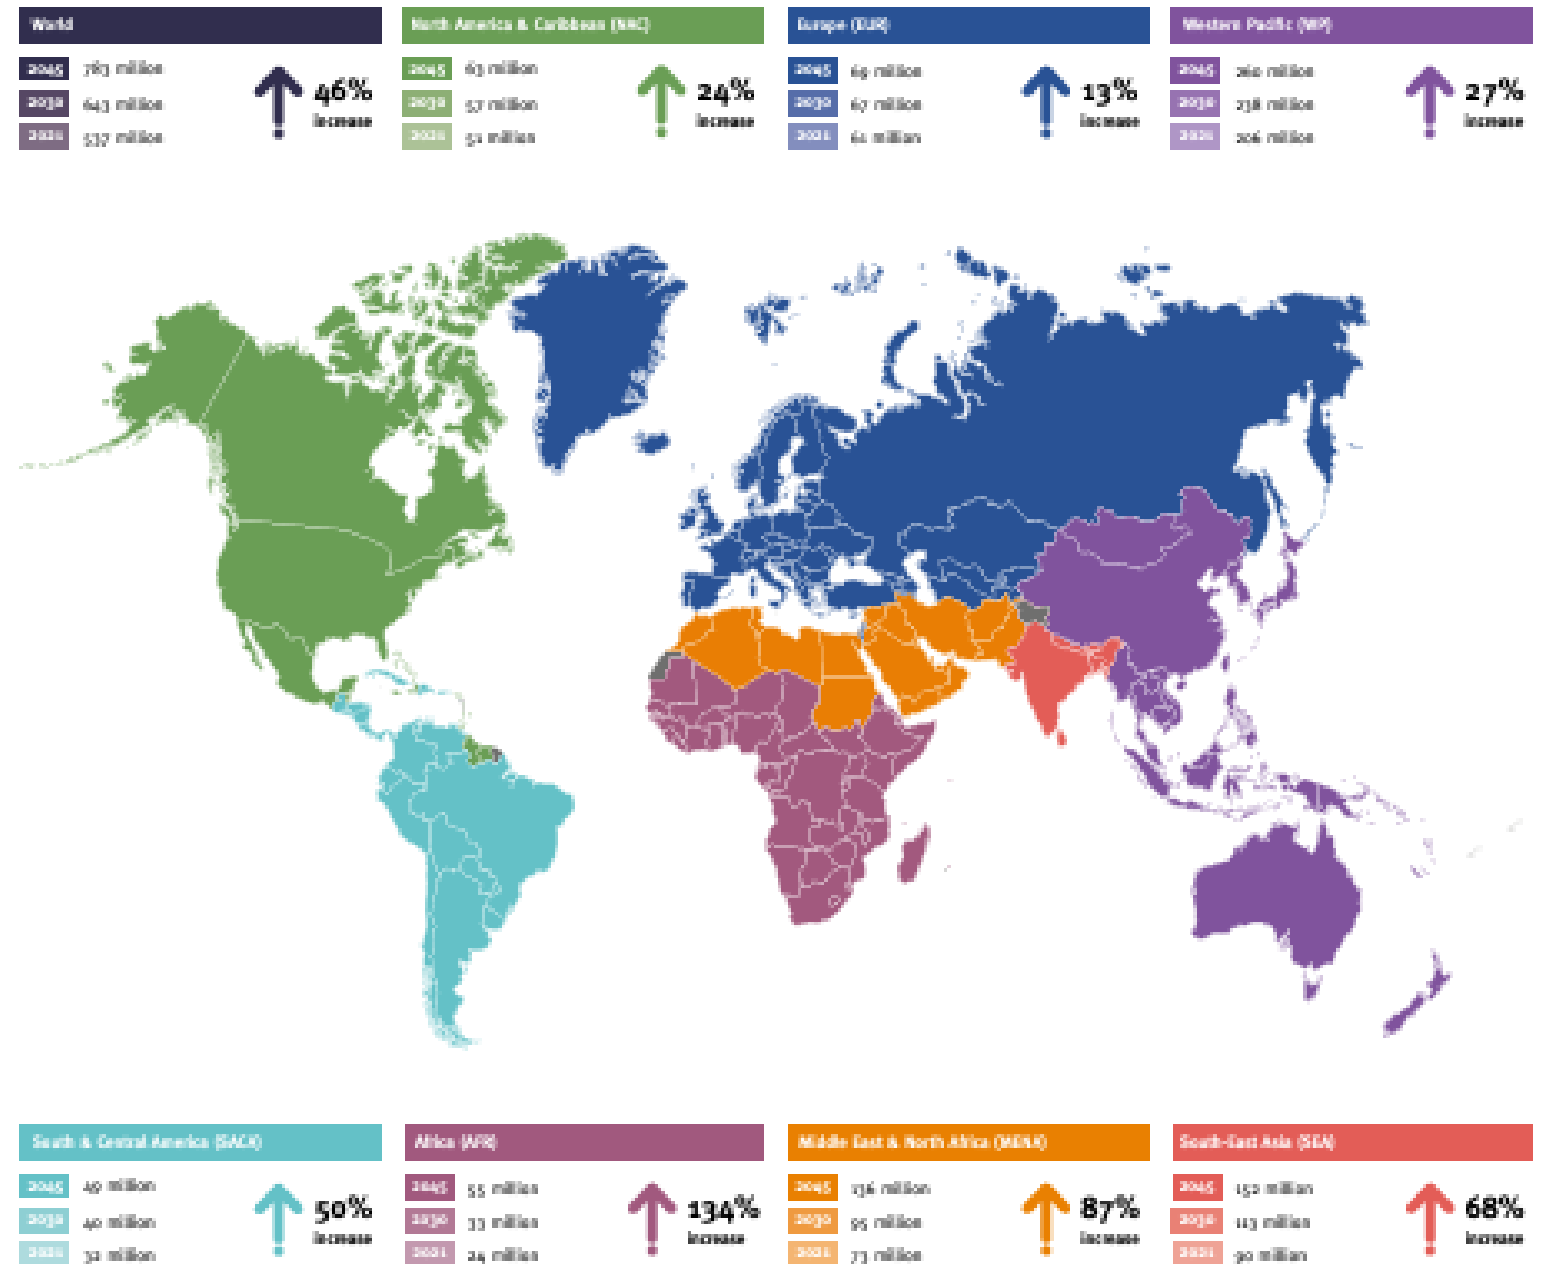 World
2045 783 million
2030 643 million
2021 537 million
46%
increase
North America & Caribbean (NAC)
2045 63 million
2030 57 million
2021 51 million
24%
increase
Europe (EUR)
2045 69 million
2030 67 million
2021 61 million
13%
increase
Western Pacific (WP)
2045 260 million
2030 238 million
2021 206 million
27%
increase
South & Central America (SACA)
2045 49 million
2030 40 million
2021 32 million
50%
increase
Africa (AFR)
2045 55 million
2030 33 million
2021 24 million
134%
increase
Middle East & North Africa (MENA)
2045 136 million
2030 95 million
2021 73 million
87%
increase
South-East Asia (SEA)
2045 152 million
2030 113 million
2021 90 million
68%
increase